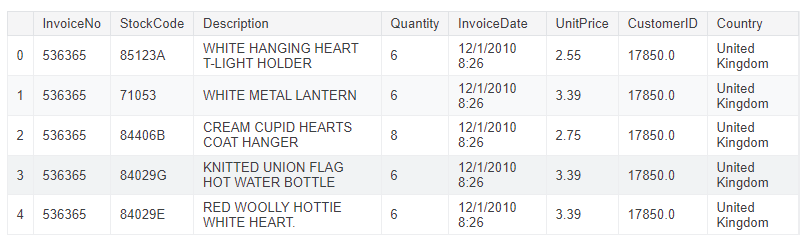 InvoiceNo StockCode Description Quantity InvoiceDate UnitPrice CustomerID Country
0 536365 85123A WHITE HANGING HEART T-LIGHT HOLDER 6 12/1/2010 8:26 2.55 17850.0 United Kingdom
1 536365 71053 WHITE METAL LANTERN 6 12/1/2010 8:26 3.39 17850.0 United Kingdom
2 536365 84406B CREAM CUPID HEARTS COAT HANGER 8 12/1/2010 8:26 2.75 17850.0 United Kingdom
3 536365 84029G KNITTED UNION FLAG HOT WATER BOTTLE 6 12/1/2010 8:26 3.39 17850.0 United Kingdom
4 536365 84029E RED WOOLLY HOTTIE WHITE HEART. 6 12/1/2010 8:26 3.39 17850.0 United Kingdom